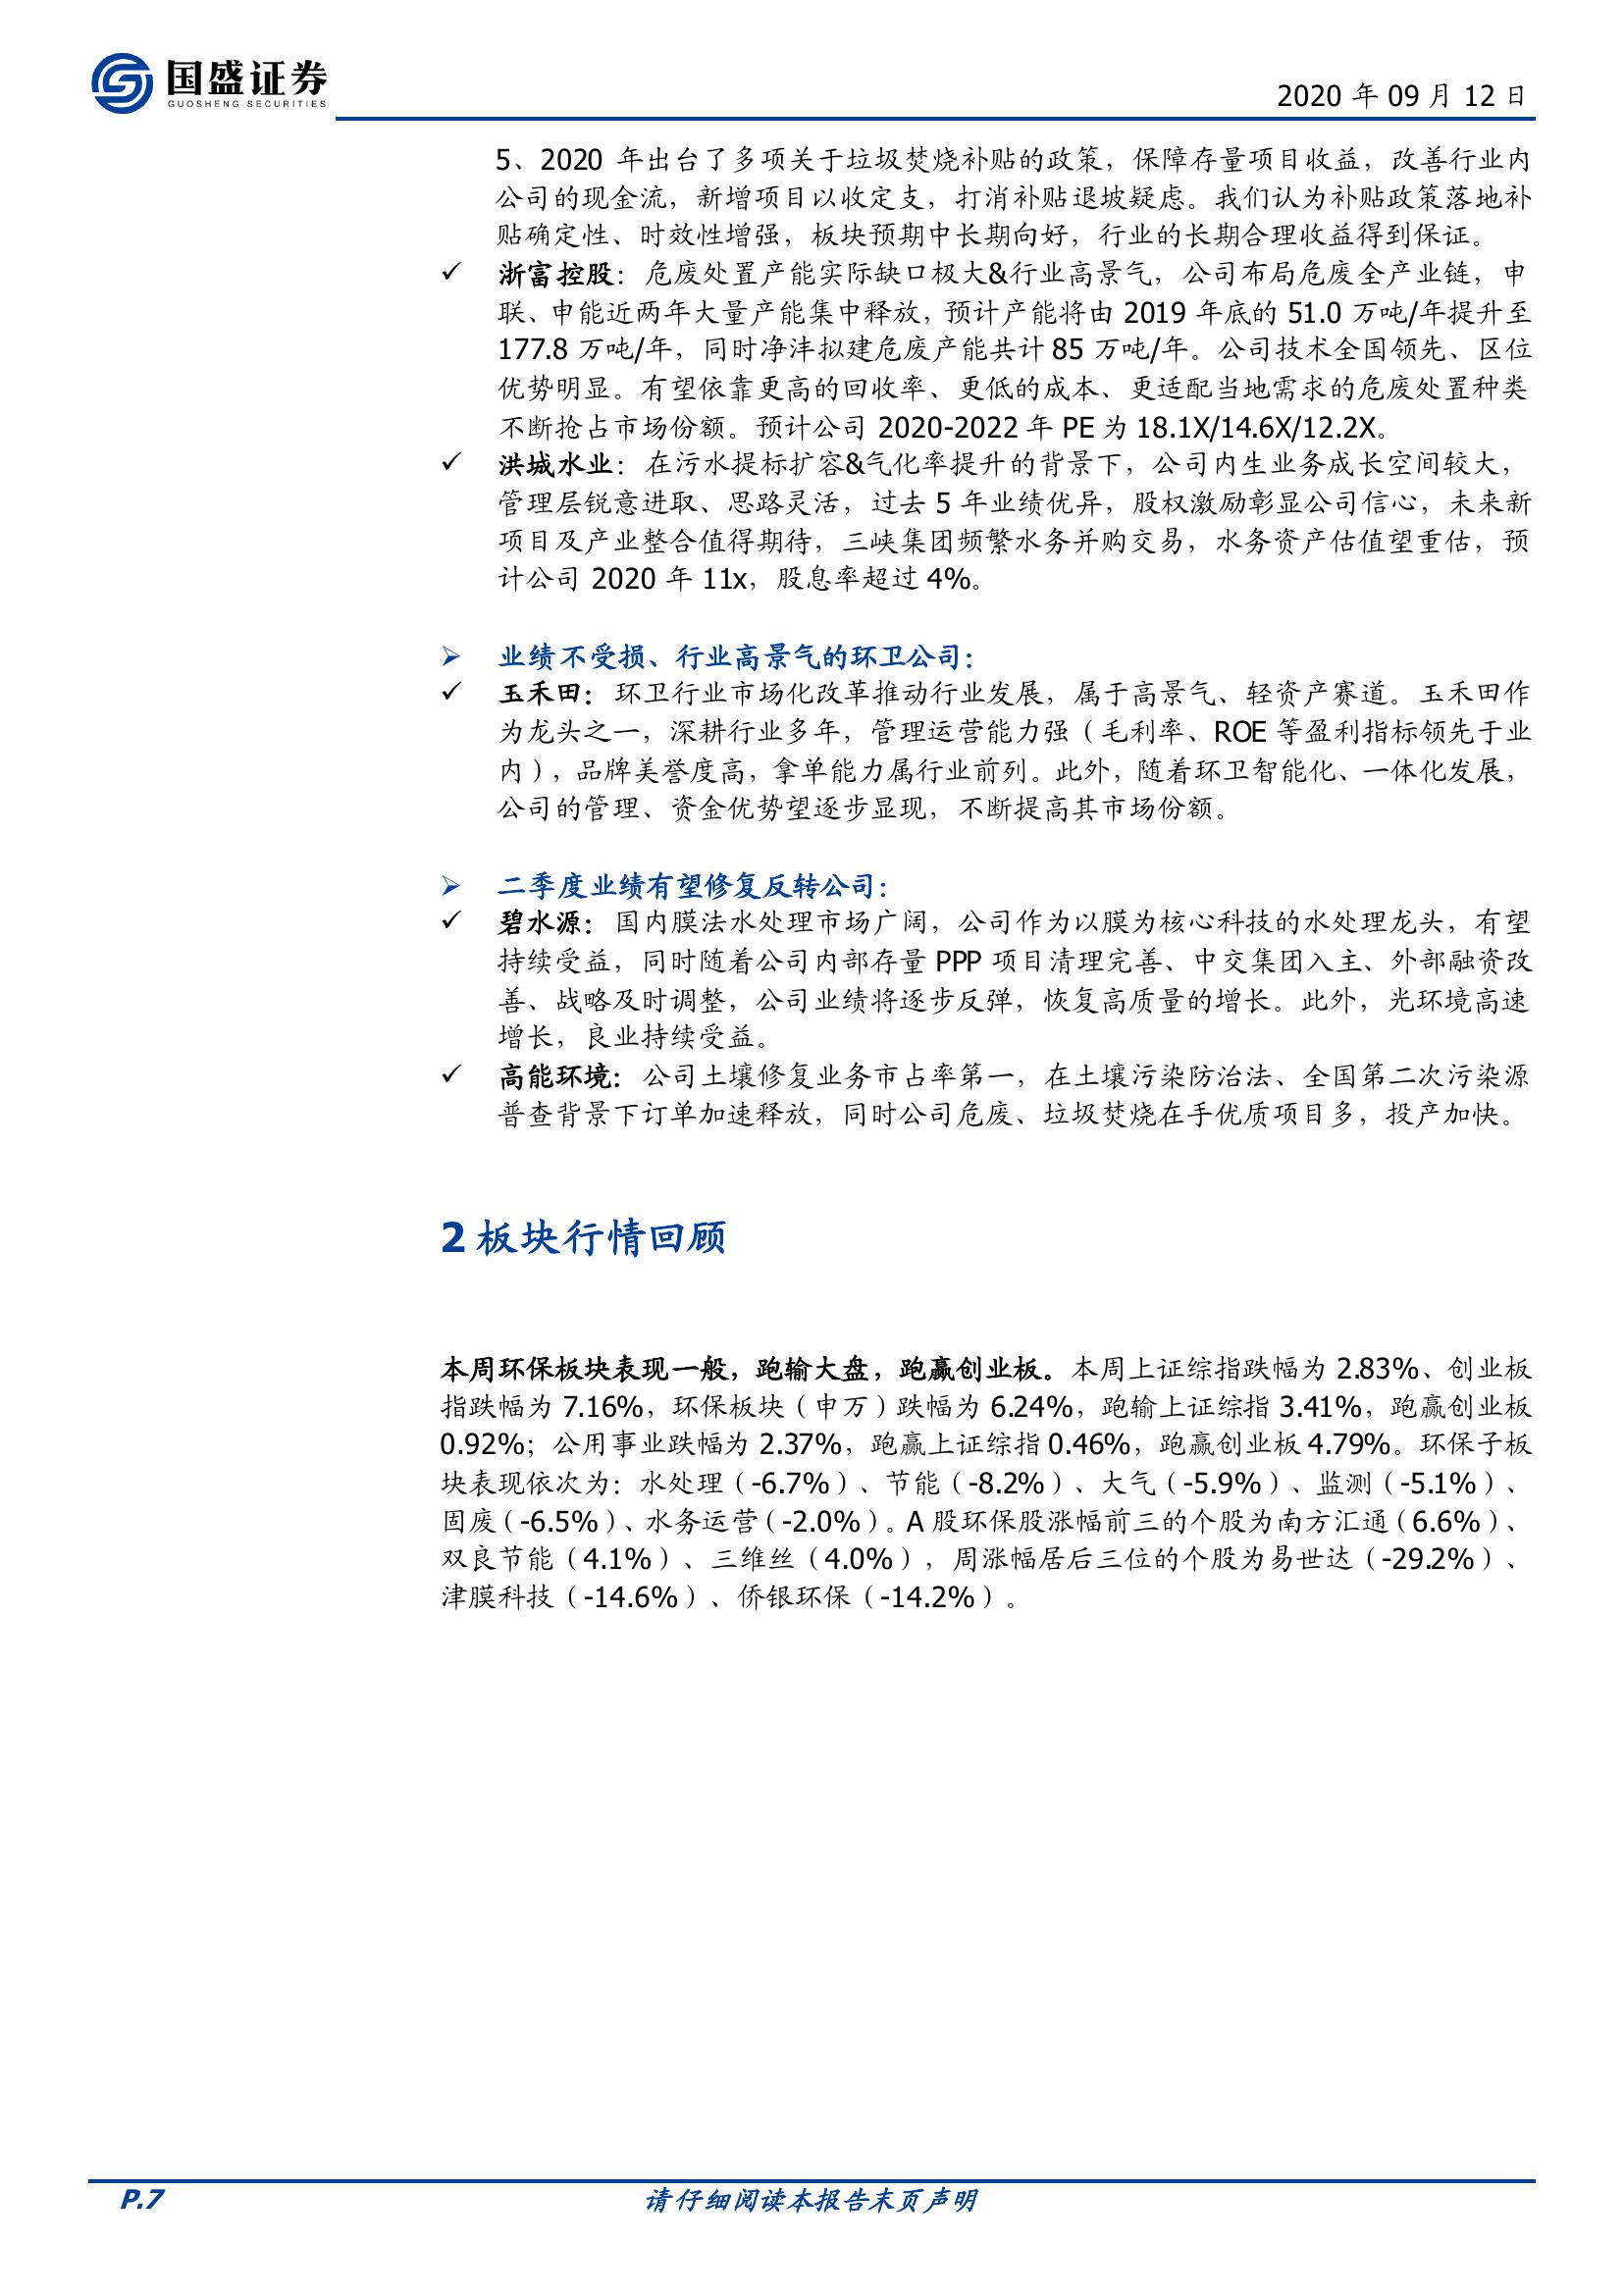 国盛证券
GUOSHENG SECURITIES
2020 年 09 月 12 日
5、2020 年出台了多项关于垃圾焚烧补贴的政策，保障存量项目收益，改善行业内
公司的现金流，新增项目以收定支，打消补贴退坡疑虑。我们认为补贴政策落地补
贴确定性、时效性增强，板块预期中长期向好，行业的长期合理收益得到保证。
✓ 浙富控股：危废处置产能实际缺口极大&行业高景气，公司布局危废全产业链，申
联、申能近两年大量产能集中释放，预计产能将由 2019 年底的 51.0 万吨/年提升至
177.8 万吨/年，同时净沣拟建危废产能共计 85 万吨/年。公司技术全国领先、区位
优势明显。有望依靠更高的回收率、更低的成本、更适配当地需求的危废处置种类
不断抢占市场份额。预计公司 2020-2022 年 PE 为 18.1X/14.6X/12.2X。
✓ 洪城水业：在污水提标扩容&气化率提升的背景下，公司内生业务成长空间较大，
管理层锐意进取、思路灵活，过去 5 年业绩优异，股权激励彰显公司信心，未来新
项目及产业整合值得期待，三峡集团频繁水务并购交易，水务资产估值望重估，预
计公司 2020 年 11x，股息率超过 4%。
➢ 业绩不受损、行业高景气的环卫公司：
✓ 玉禾田：环卫行业市场化改革推动行业发展，属于高景气、轻资产赛道。玉禾田作
为龙头之一，深耕行业多年，管理运营能力强（毛利率、ROE 等盈利指标领先于业
内），品牌美誉度高，拿单能力属行业前列。此外，随着环卫智能化、一体化发展，
公司的管理、资金优势望逐步显现，不断提高其市场份额。
➢ 二季度业绩有望修复反转公司：
✓ 碧水源：国内膜法水处理市场广阔，公司作为以膜为核心科技的水处理龙头，有望
持续受益，同时随着公司内部存量 PPP 项目清理完善、中交集团入主、外部融资改
善、战略及时调整，公司业绩将逐步反弹，恢复高质量的增长。此外，光环境高速
增长，良业持续受益。
✓ 高能环境：公司土壤修复业务市占率第一，在土壤污染防治法、全国第二次污染源
普查背景下订单加速释放，同时公司危废、垃圾焚烧在手优质项目多，投产加快。
2 板块行情回顾
本周环保板块表现一般，跑输大盘，跑赢创业板。本周上证综指跌幅为 2.83%、创业板
指跌幅为 7.16%，环保板块（申万）跌幅为 6.24%，跑输上证综指 3.41%，跑赢创业板
0.92%；公用事业跌幅为 2.37%，跑赢上证综指 0.46%，跑赢创业板 4.79%。环保子板
块表现依次为：水处理（-6.7%）、节能（-8.2%）、大气（-5.9%）、监测（-5.1%）、
固废（-6.5%）、水务运营（-2.0%）。A 股环保股涨幅前三的个股为南方汇通（6.6%）、
双良节能（4.1%）、三维丝（4.0%），周涨幅居后三位的个股为易世达（-29.2%）、
津膜科技（-14.6%）、侨银环保（-14.2%）。
P.7
请仔细阅读本报告末页声明